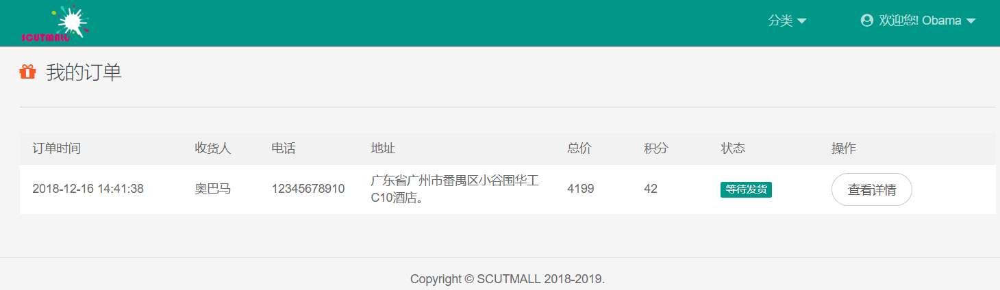 SCUTMALL
分类
欢迎您! Obama
我的订单
订单时间 收货人 电话 地址 总价 积分 状态 操作
2018-12-16 14:41:38 奥巴马 12345678910 广东省广州市番禺区小谷围华工 4199 42 等待发货 查看详情
C10酒店。
Copyright © SCUTMALL 2018-2019.